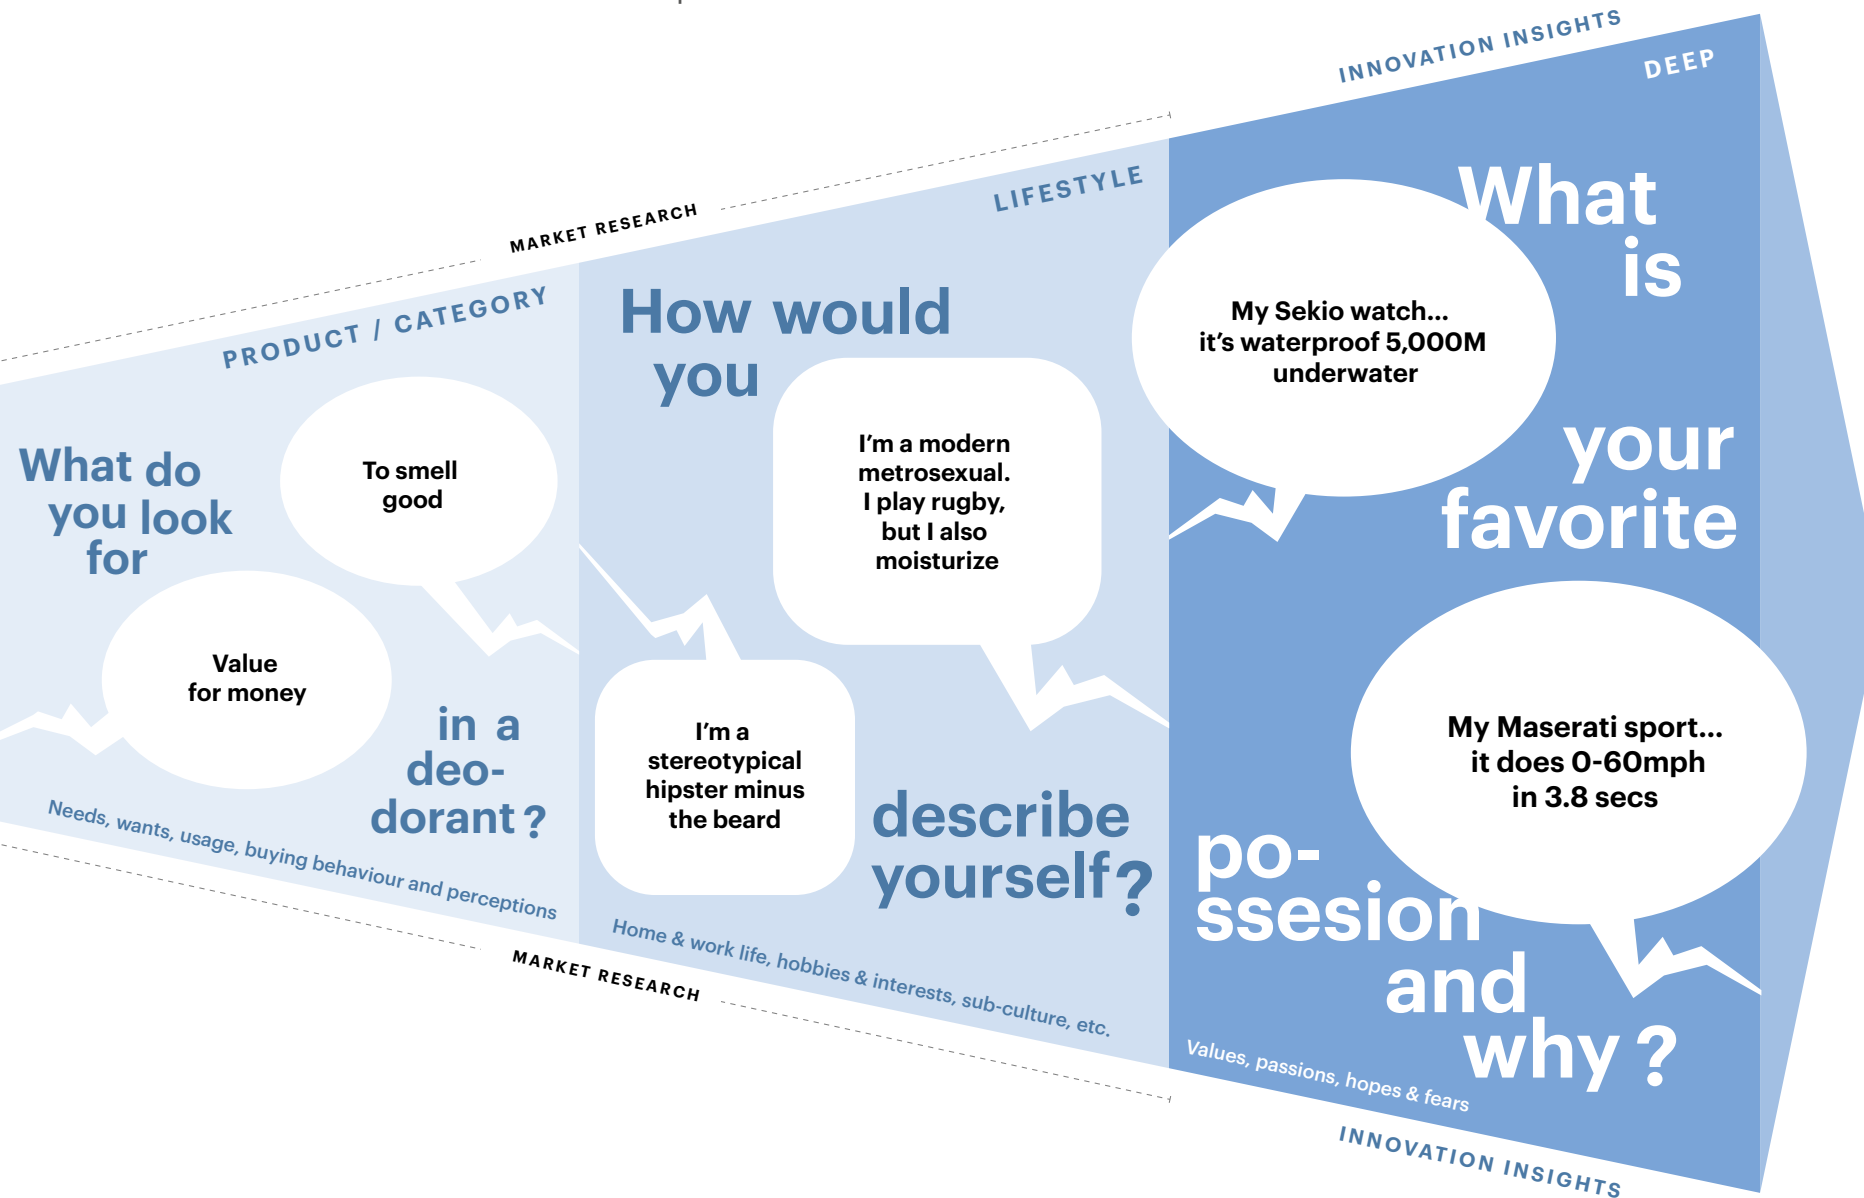 INNOVATION INSIGHTS
DEEP
MARKET RESEARCH
LIFESTYLE
PRODUCT / CATEGORY
What do
you look
for
To smell
good
Value
for money
in a
deo-
dorant ?
Needs, wants, usage, buying behaviour and perceptions
How would
you
I'm a modern
metrosexual.
I play rugby,
but I also
moisturize
I'm a
stereotypical
hipster minus
the beard
describe
yourself?
Home & work life, hobbies & interests, sub-culture, etc.
What
is
My Sekio watch...
it's waterproof 5,000M
underwater
your
favorite
My Maserati sport...
it does 0-60mph
in 3.8 secs
po-
ssesion
and
why ?
Values, passions, hopes & fears
MARKET RESEARCH
INNOVATION INSIGHTS